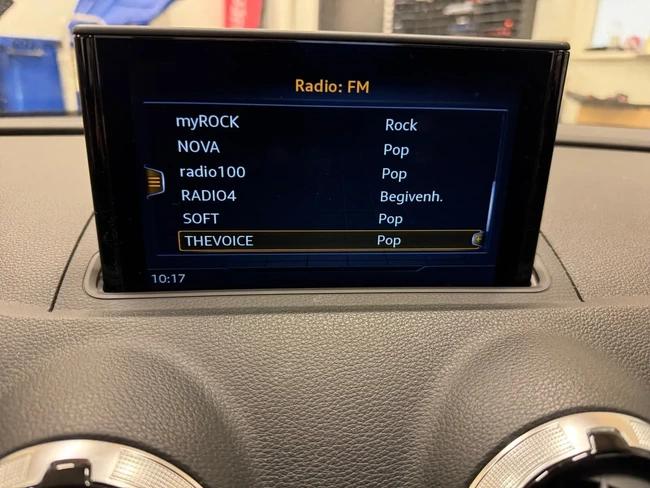 Radio: FM
myROCK Rock
NOVA Pop
radio100 Pop
RADIO4 Begivenh.
SOFT Pop
THEVOICE Pop
10:17